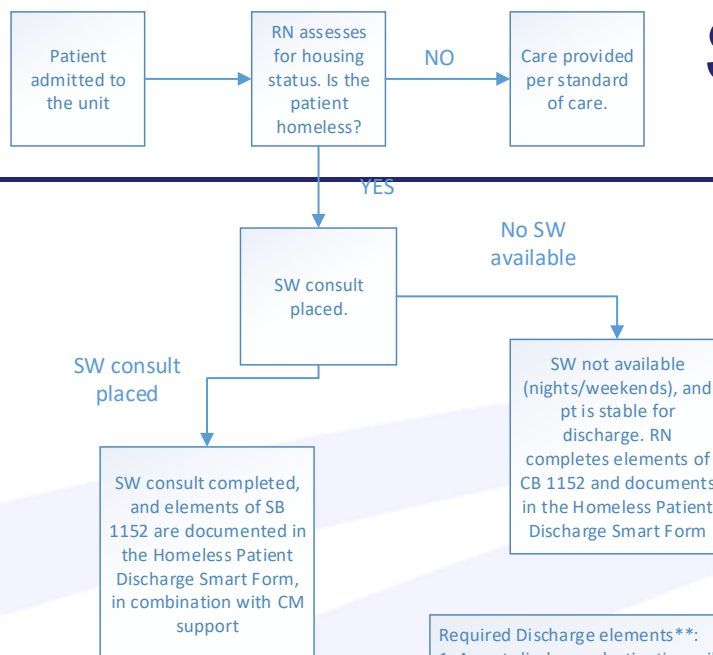 Patient
admitted to
the unit
RN assesses
for housing
status. Is the
patient
homeless?
NO
Care provided
per standard
of care.
YES
SW consult
placed.
No SW
available
SW consult
placed
SW not available
(nights/weekends), and
pt is stable for
discharge. RN
completes elements of
CB 1152 and documents
in the Homeless Patient
Discharge Smart Form
SW consult completed,
and elements of SB
1152 are documented in
the Homeless Patient
Discharge Smart Form,
in combination with CM
support
Required Discharge elements**: